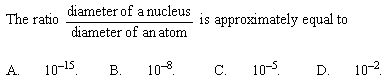 The ratio diameter of a nucleus / diameter of an atom is approximately equal to
A. 10⁻¹⁵. B. 10⁻⁸. C. 10⁻⁵. D. 10⁻².